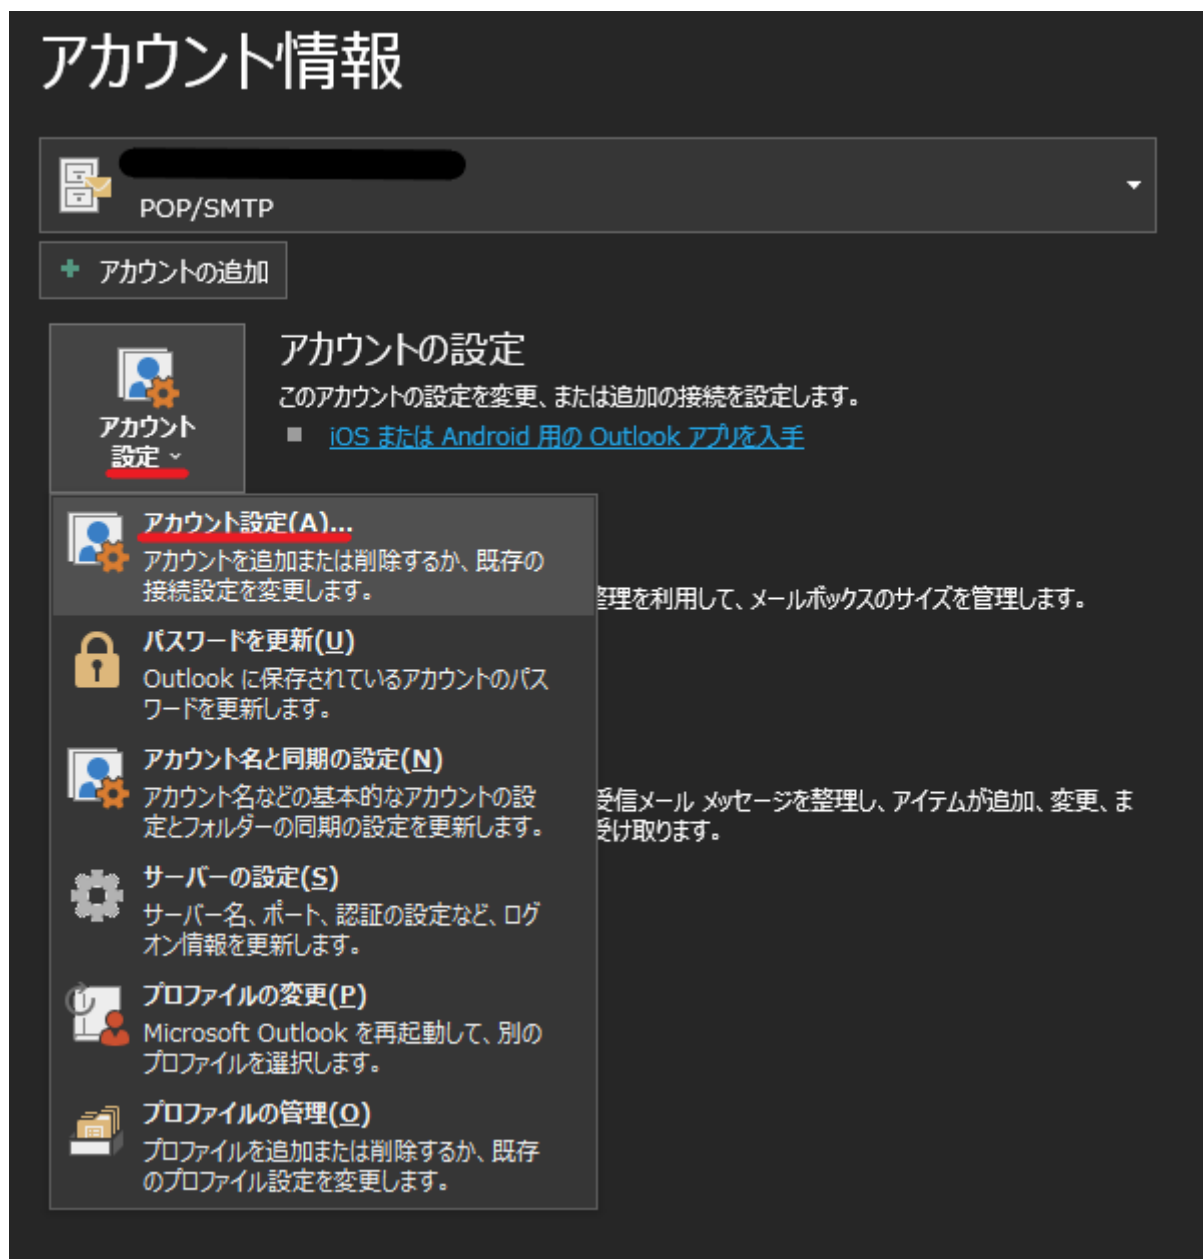 アカウント情報
POP/SMTP
アカウントの追加
アカウント
設定
アカウントの設定
このアカウントの設定を変更、または追加の接続を設定します。
iOS または Android 用の Outlook アプリを入手
アカウント設定(A)...
アカウントを追加または削除するか、既存の
接続設定を変更します。
整理を利用して、メールボックスのサイズを管理します。
パスワードを更新(U)
Outlook に保存されているアカウントのパス
ワードを更新します。
アカウント名と同期の設定(N)
アカウント名などの基本的なアカウントの設
定とフォルダーの同期の設定を更新します。
受信メール メッセージを整理し、アイテムが追加、変更、ま
受け取ります。
サーバーの設定(S)
サーバー名、ポート、認証の設定など、ログ
オン情報を更新します。
プロファイルの変更(P)
Microsoft Outlook を再起動して、別の
プロファイルを選択します。
プロファイルの管理(O)
プロファイルを追加または削除するか、既存
のプロファイル設定を変更します。